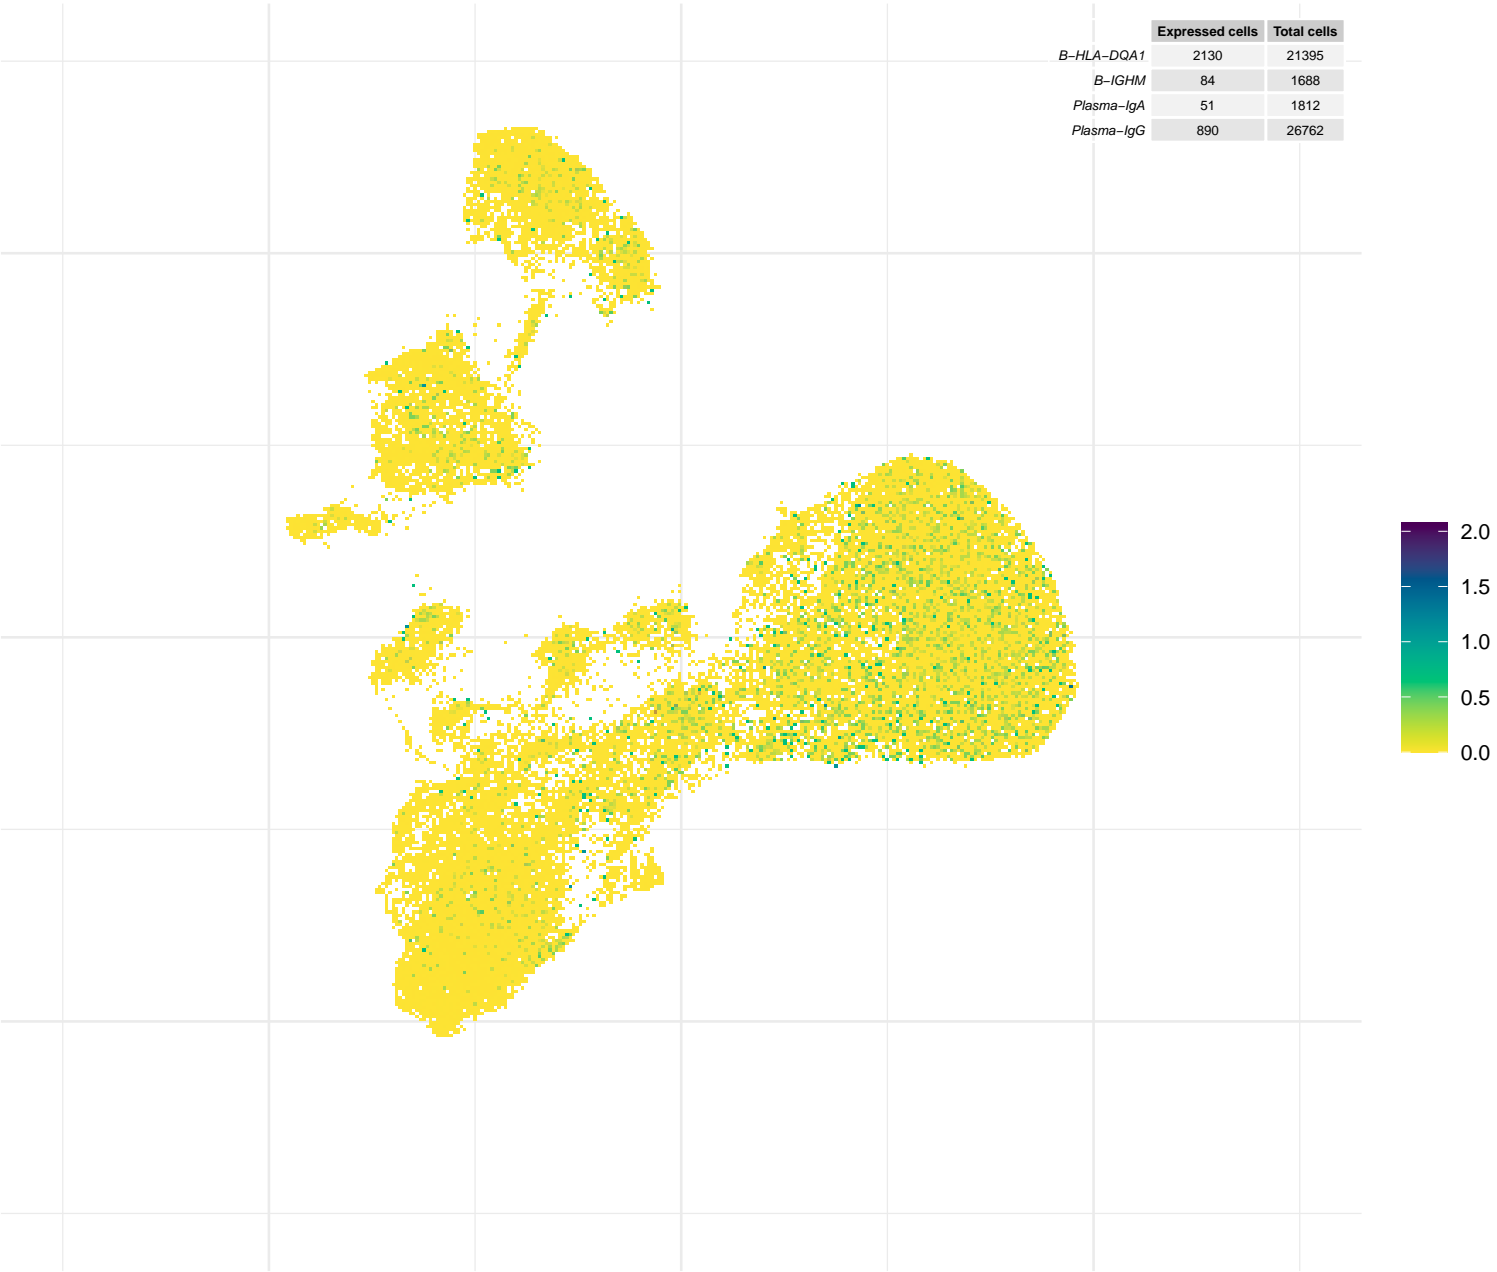 Expressed cells Total cells
B−HLA−DQA1 2130 21395
B−IGHM 84 1688
Plasma−IgA 51 1812
Plasma−IgG 890 26762
2.0
1.5
1.0
0.5
0.0